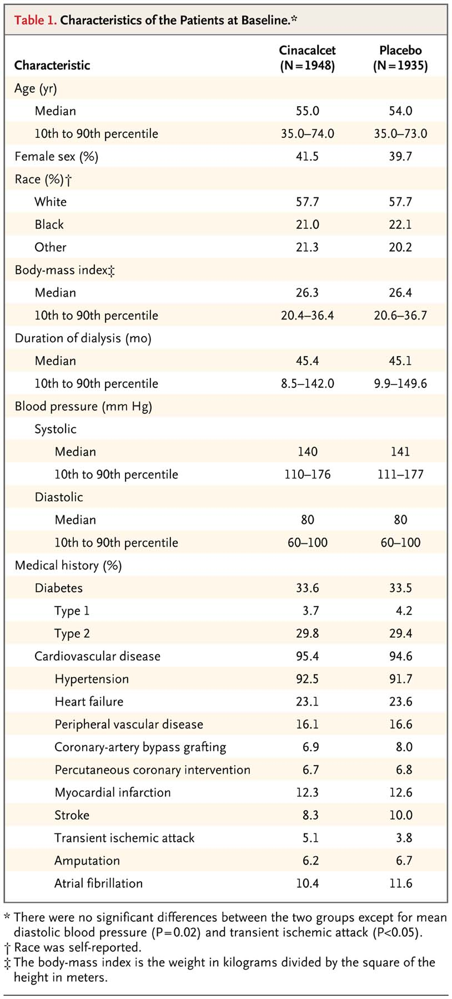 Table 1. Characteristics of the Patients at Baseline.*
Characteristic Cinacalcet (N=1948) Placebo (N=1935)
Age (yr)
Median 55.0 54.0
10th to 90th percentile 35.0–74.0 35.0–73.0
Female sex (%) 41.5 39.7
Race (%)†
White 57.7 57.7
Black 21.0 22.1
Other 21.3 20.2
Body-mass index‡
Median 26.3 26.4
10th to 90th percentile 20.4–36.4 20.6–36.7
Duration of dialysis (mo)
Median 45.4 45.1
10th to 90th percentile 8.5–142.0 9.9–149.6
Blood pressure (mm Hg)
Systolic
Median 140 141
10th to 90th percentile 110–176 111–177
Diastolic
Median 80 80
10th to 90th percentile 60–100 60–100
Medical history (%)
Diabetes 33.6 33.5
Type 1 3.7 4.2
Type 2 29.8 29.4
Cardiovascular disease 95.4 94.6
Hypertension 92.5 91.7
Heart failure 23.1 23.6
Peripheral vascular disease 16.1 16.6
Coronary-artery bypass grafting 6.9 8.0
Percutaneous coronary intervention 6.7 6.8
Myocardial infarction 12.3 12.6
Stroke 8.3 10.0
Transient ischemic attack 5.1 3.8
Amputation 6.2 6.7
Atrial fibrillation 10.4 11.6
* There were no significant differences between the two groups except for mean
diastolic blood pressure (P=0.02) and transient ischemic attack (P<0.05).
† Race was self-reported.
‡ The body-mass index is the weight in kilograms divided by the square of the
height in meters.